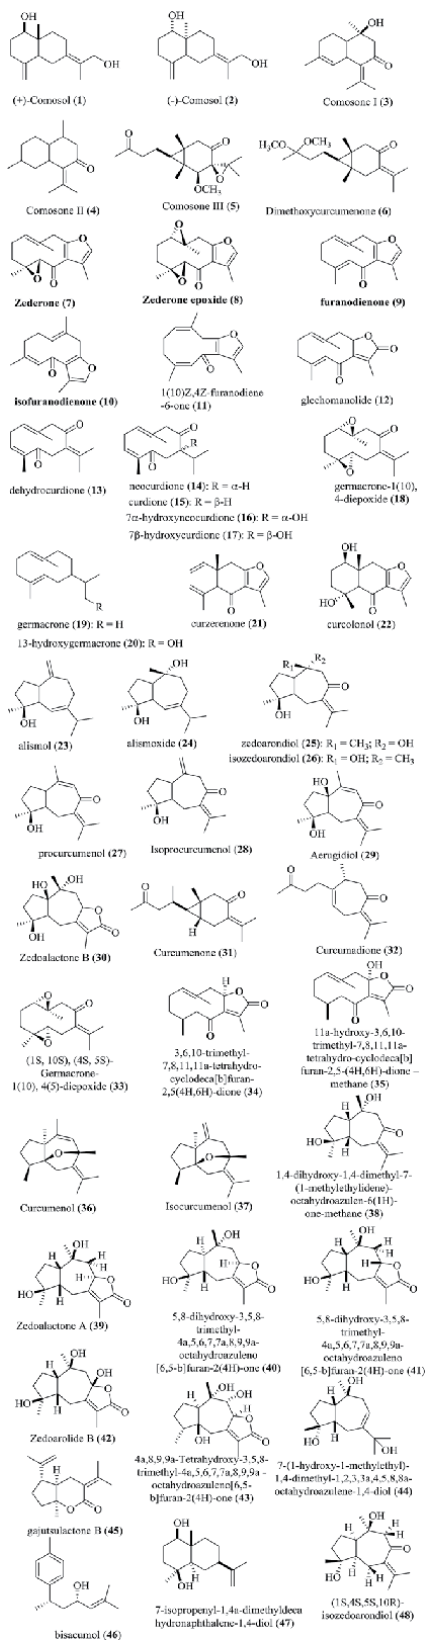 OH
OH
OH
OH
OH
(+)-Comosol (1)
(-)-Comosol (2)
Comosone I (3)
O
O
O
H₃CO
OCH₃
O
O
OCH₃
Comosone II (4)
Comosone III (5)
Dimethoxycurcumenone (6)
Zederone (7)
Zederone epoxide (8)
furanodienone (9)
isofuranodienone (10)
1(10)Z,4Z-furanodiene
-6-one (11)
glechomanolide (12)
dehydrocurdione (13)
neocurdione (14): R = α-H
curdione (15): R = β-H
7α-hydroxyneocurdione (16): R = α-OH
7β-hydroxycurdione (17): R = β-OH
germacrone-1(10),
4-diepoxide (18)
germacrone (19): R = H
13-hydroxygermacrone (20): R = OH
curzerenone (21)
curcolonol (22)
alismol (23)
alismoxide (24)
zedoarondiol (25): R₁ = CH₃; R₂ = OH
isozedoarondiol (26): R₁ = OH; R₂ = CH₃
procurcumenol (27)
Isoprocurcumenol (28)
Aerugidiol (29)
Zedoalactone B (30)
Curcumenone (31)
Curcumadione (32)
(1S, 10S), (4S, 5S)-
Germacrone-
1(10), 4(5)-diepoxide (33)
3,6,10-trimethyl-
7,8,11,11a-tetrahydro-
cyclodeca[b]furan-
2,5(4H,6H)-dione (34)
11a-hydroxy-3,6,10-
trimethyl-7,8,11,11a-
tetrahydro-cyclodeca[b]
furan-2,5-(4H,6H)-dione –
methane (35)
Curcumenol (36)
Isocurcumenol (37)
1,4-dihydroxy-1,4-dimethyl-7-
(1-methylethylidene)-
octahydroazulen-6(1H)-
one-methane (38)
Zedoalactone A (39)
5,8-dihydroxy-3,5,8-
trimethyl-
4a,5,6,7,7a,8,9,9a-
octahydroazuleno
[6,5-b]furan-2(4H)-one (40)
5,8-dihydroxy-3,5,8-
trimethyl-
4a,5,6,7,7a,8,9,9a-
octahydroazuleno
[6,5-b]furan-2(4H)-one (41)
Zedoarolide B (42)
4a,8,9,9a-Tetrahydroxy-3,5,8-
trimethyl-4a,5,6,7,7a,8,9,9a -
octahydroazuleno[6,5-
b]furan-2(4H)-one (43)
7-(1-hydroxy-1-methylethyl)-
1,4-dimethyl-1,2,3,3a,4,5,8,8a-
octahydroazulene-1,4-diol (44)
gajutsulactone B (45)
bisacumol (46)
7-isopropenyl-1,4a-dimethyldeca
hydronaphthalene-1,4-diol (47)
(1S,4S,5S,10R)-
isozedoarondiol (48)